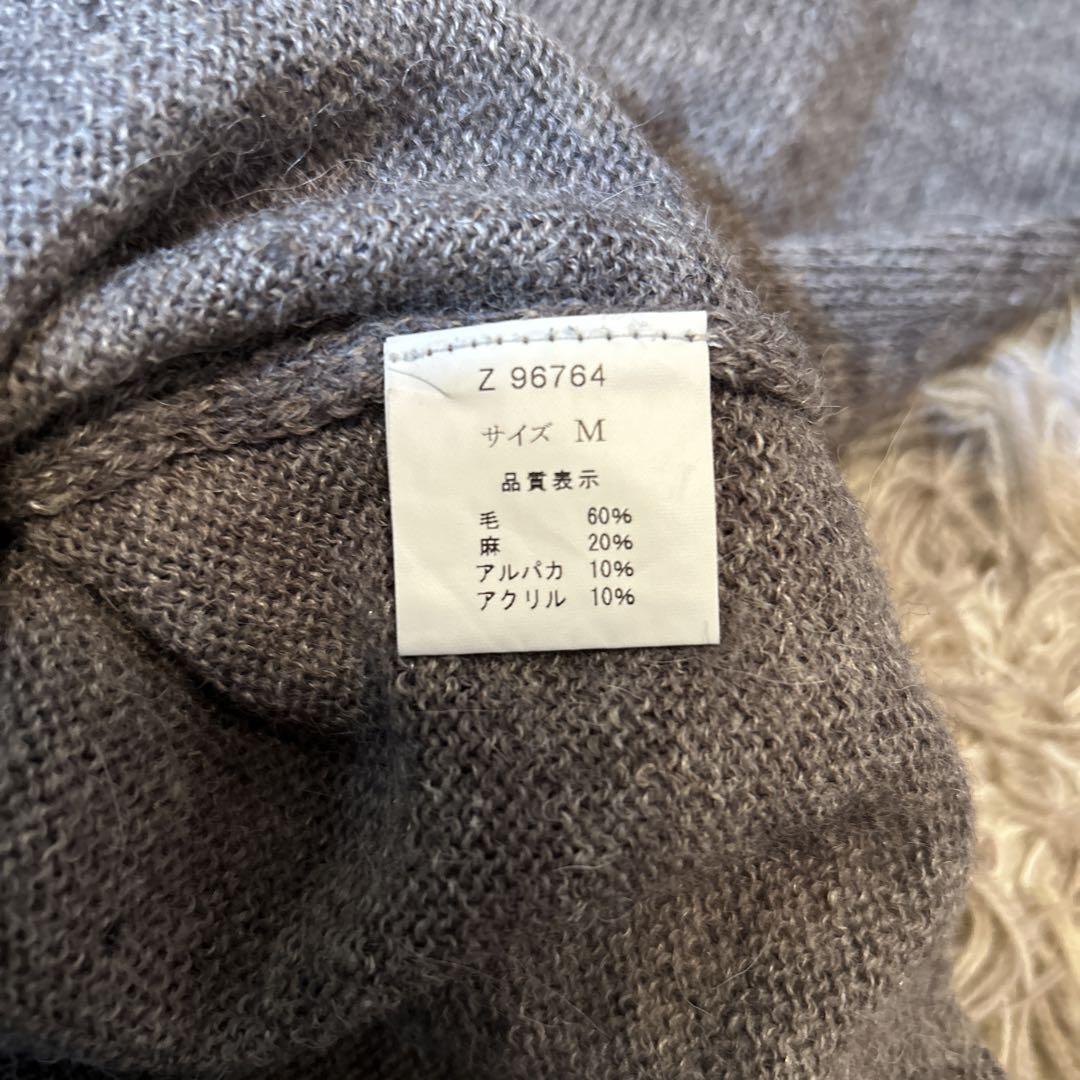 Z 96764
サイズ M
品質表示
毛 60%
麻 20%
アルパカ 10%
アクリル 10%